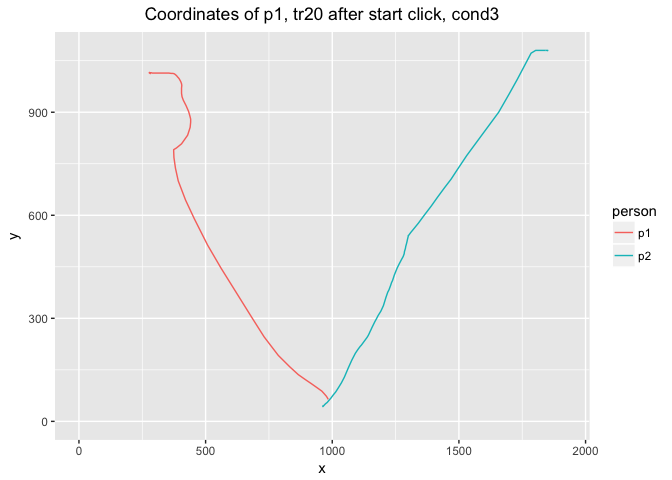 Coordinates of p1, tr20 after start click, cond3
900
600
300
0
y
0
500
1000
1500
2000
x
person
p1
p2